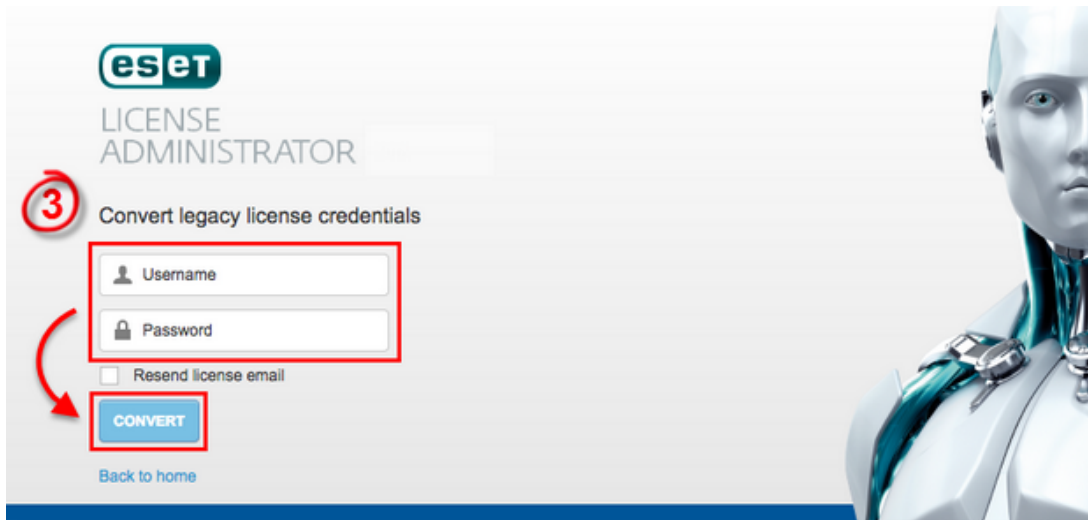 eset
LICENSE
ADMINISTRATOR
3
Convert legacy license credentials
Username
Password
Resend license email
CONVERT
Back to home